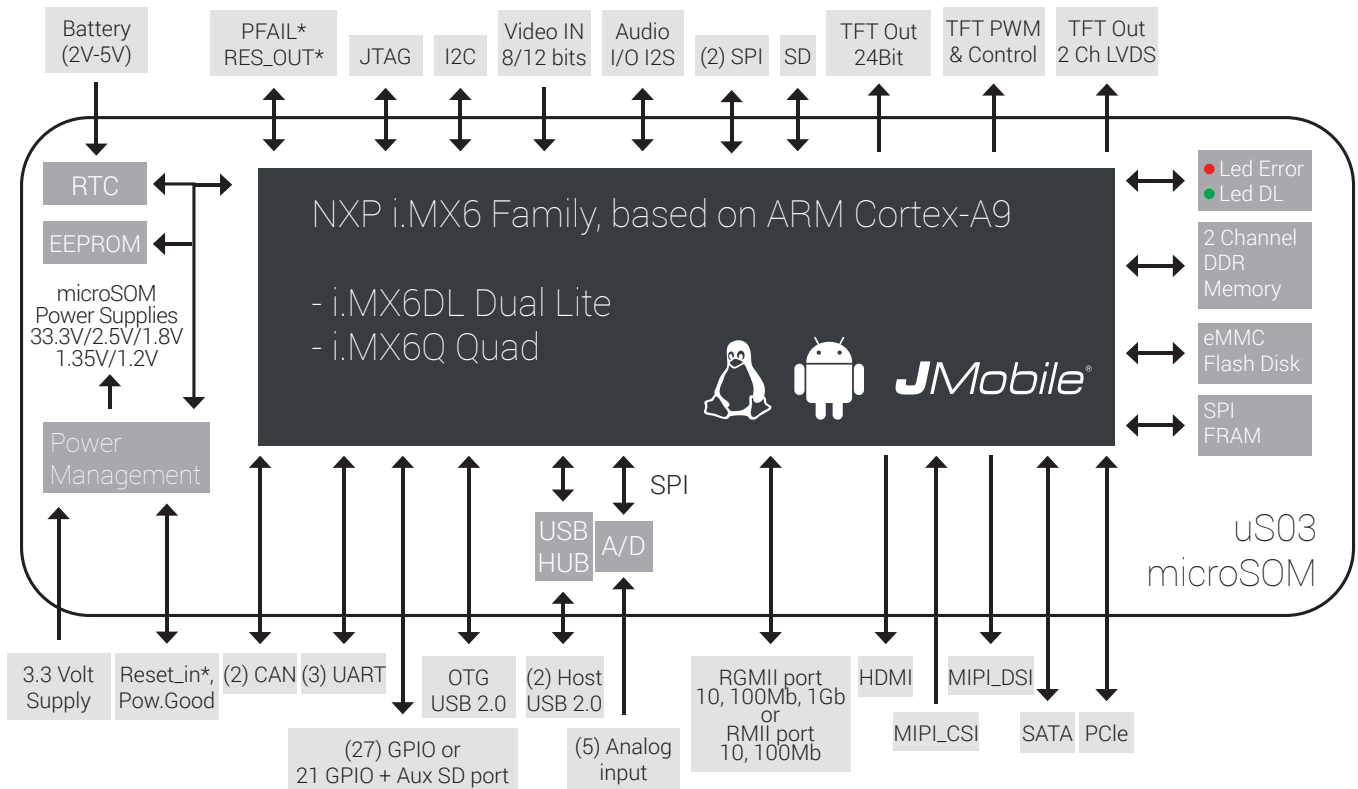 Battery
(2V-5V)
PFAIL*
RES_OUT*
JTAG
I2C
Video IN
8/12 bits
Audio
I/O I2S
(2) SPI
SD
TFT Out
24Bit
TFT PWM
& Control
TFT Out
2 Ch LVDS
RTC
EEPROM
microSOM
Power Supplies
33.3V/2.5V/1.8V
1.35V/1.2V
Power
Management
NXP i.MX6 Family, based on ARM Cortex-A9
- i.MX6DL Dual Lite
- i.MX6Q Quad
JMobile®
Led Error
Led DL
2 Channel
DDR
Memory
eMMC
Flash Disk
SPI
FRAM
SPI
USB
HUB
A/D
uS03
microSOM
3.3 Volt
Supply
Reset_in*,
Pow.Good
(2) CAN
(3) UART
OTG
USB 2.0
(2) Host
USB 2.0
RGMII port
10, 100Mb, 1Gb
or
RMII port
10, 100Mb
HDMI
MIPI_DSI
MIPI_CSI
SATA
PCIe
(27) GPIO or
21 GPIO + Aux SD port
(5) Analog
input